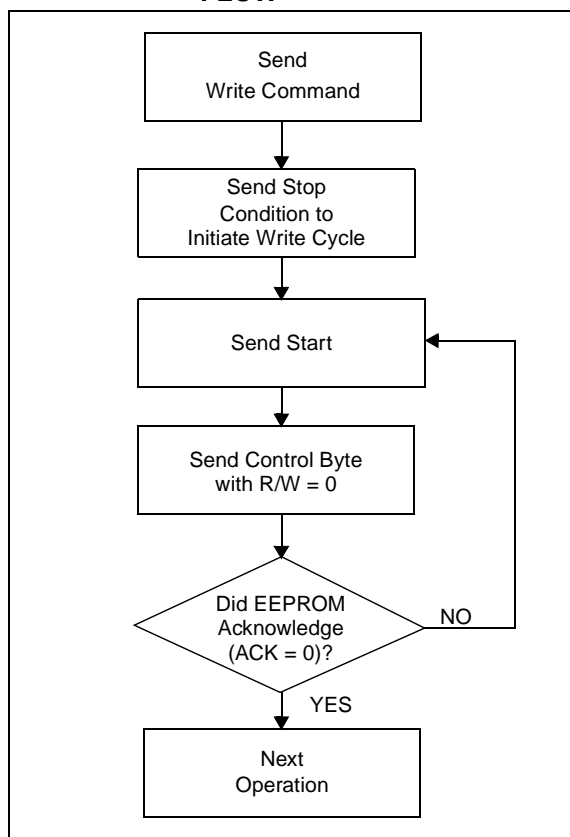 Send
Write Command
Send Stop
Condition to
Initiate Write Cycle
Send Start
Send Control Byte
with R/W = 0
Did EEPROM
Acknowledge
(ACK = 0)?
NO
YES
Next
Operation